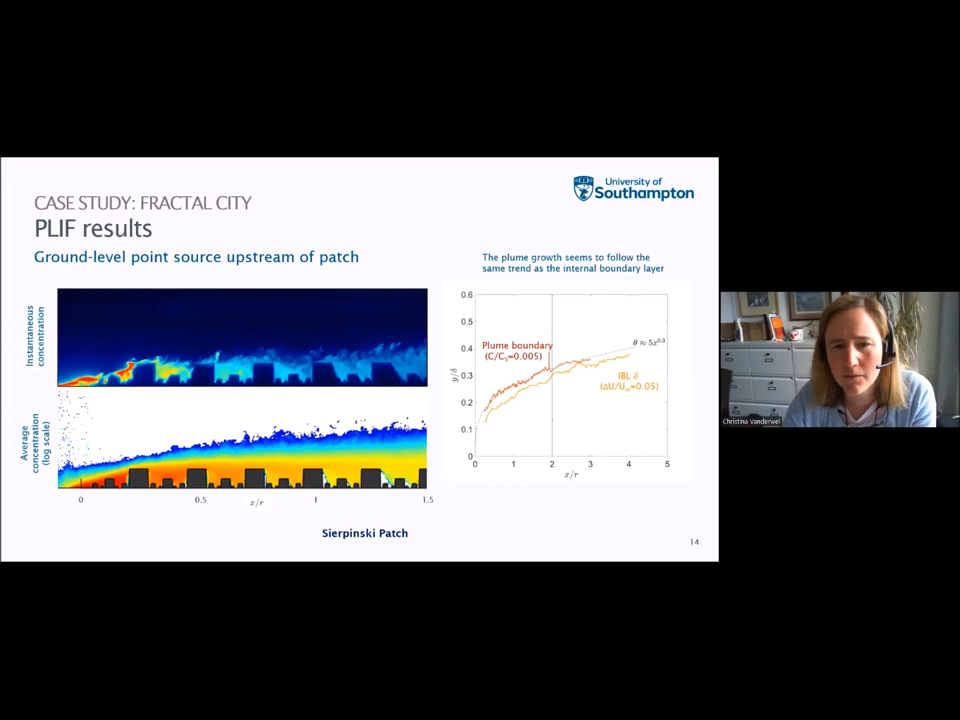 University of
Southampton
CASE STUDY: FRACTAL CITY
PLIF results
Ground-level point source upstream of patch
The plume growth seems to follow the
same trend as the internal boundary layer
Instantaneous
concentration
Average
concentration
(log scale)
0
0.5
1
1.5
x/r
Sierpinski Patch
0.6
0.5
0.4
0.3
0.2
0.1
0
y/δ
Plume boundary
(C/Cₛ=0.005)
θ ≈ 5x^0.3
IBL δ
(ΔU/U∞=0.05)
0
1
2
3
4
5
x/r
14
Christina Vanderwel